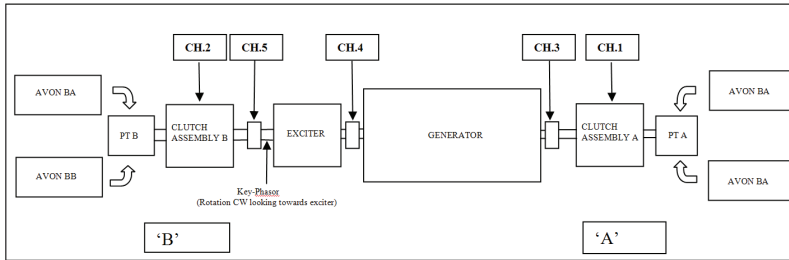 CH.2
CH.5
CH.4
CH.3
CH.1
AVON BA
AVON BA
PT B
CLUTCH
ASSEMBLY B
EXCITER
GENERATOR
CLUTCH
ASSEMBLY A
PT A
AVON BB
AVON BA
Key-Phasor
(Rotation CW looking towards exciter)
‘B’
‘A’